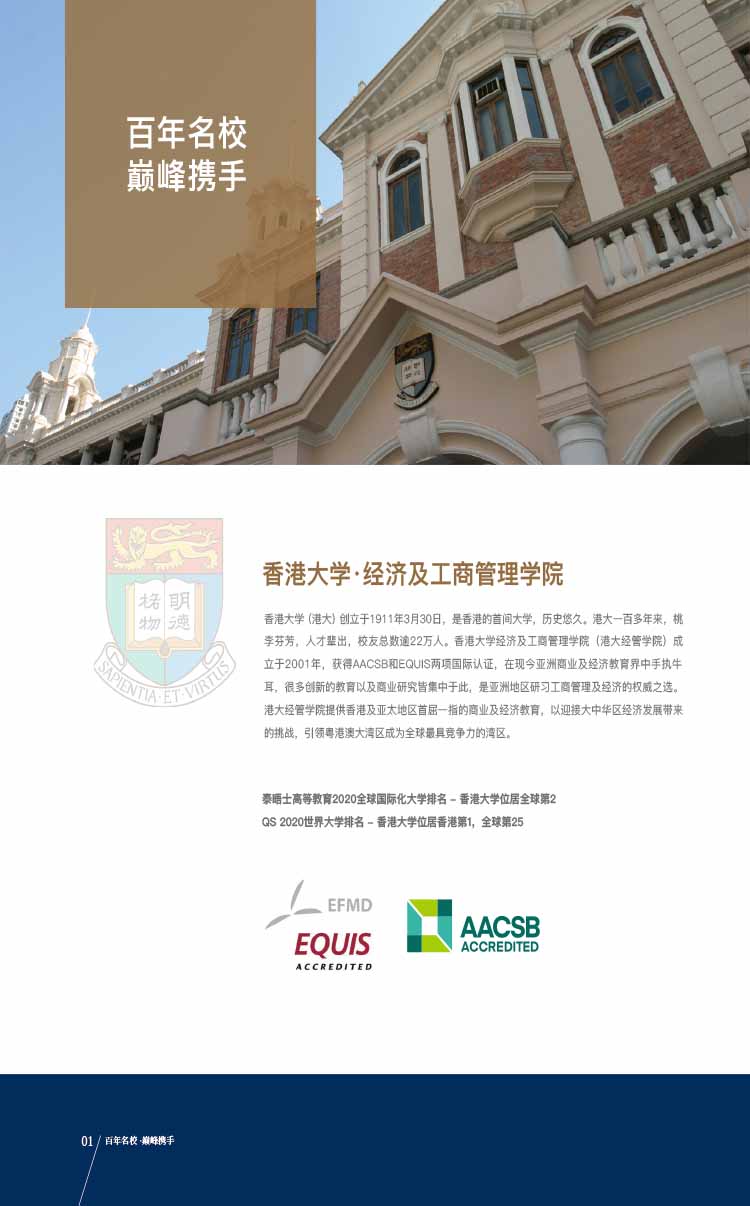 百年名校
巅峰携手
明德
格物
SAPIENTIA·ET·VIRTUS
香港大学·经济及工商管理学院
香港大学（港大）创立于1911年3月30日，是香港的首间大学，历史悠久。港大一百多年来，桃
李芬芳，人才辈出，校友总数逾22万人。香港大学经济及工商管理学院（港大经管学院）成
立于2001年，获得AACSB和EQUIS两项国际认证，在现今亚洲商业及经济教育界中手执牛
耳，很多创新的教育以及商业研究皆集中于此，是亚洲地区研习工商管理及经济的权威之选。
港大经管学院提供香港及亚太地区首屈一指的商业及经济教育，以迎接大中华区经济发展带来
的挑战，引领粤港澳大湾区成为全球最具竞争力的湾区。
泰晤士高等教育2020全球国际化大学排名 – 香港大学位居全球第2
QS 2020世界大学排名 – 香港大学位居香港第1，全球第25
EFMD
EQUIS
ACCREDITED
AACSB
ACCREDITED
01 / 百年名校·巅峰携手